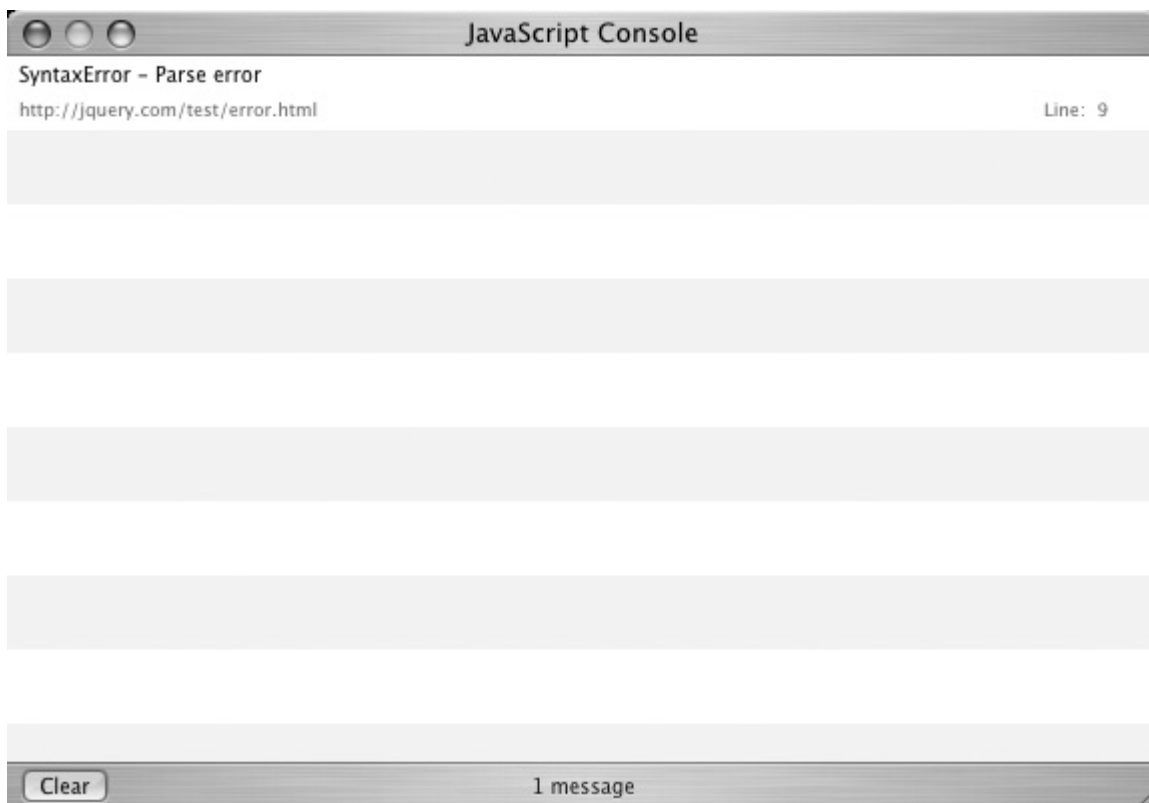 JavaScript Console
SyntaxError – Parse error
http://jquery.com/test/error.html Line: 9
Clear 1 message